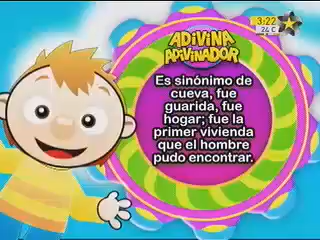 ADIVINA
ADIVINADOR
3:22
24 C
Es sinónimo de
cueva, fue
guarida, fue
hogar; fue la
primer vivienda
que el hombre
pudo encontrar.